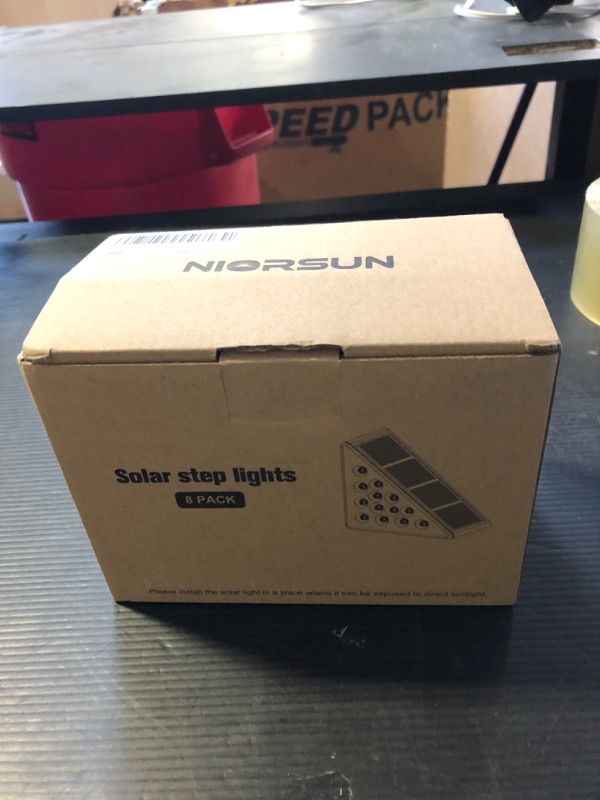 PEED PACK
NIORSUN
Solar step lights
8 PACK
Please install the solar light in a place where it can be exposed to direct sunlight.